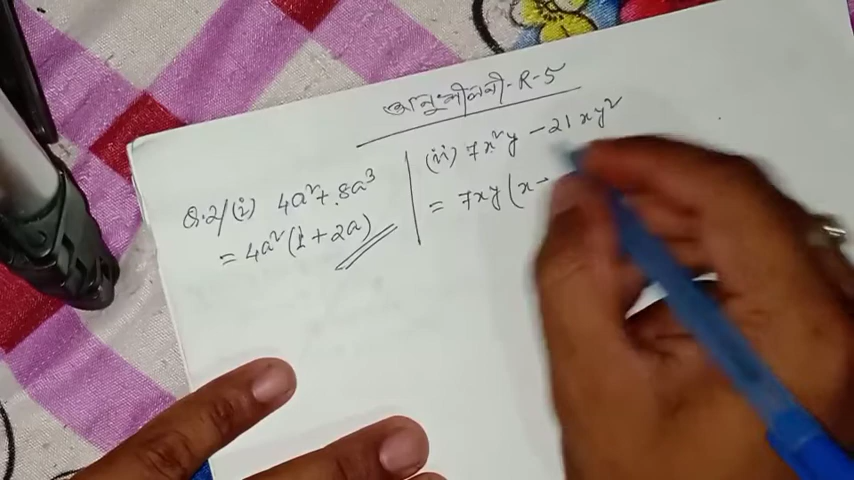 অনুশীলনী-R-5
Q.2/(i) 4a²+8a³
= 4a²(1+2a)
(ii) 7x²y - 21xy²
= 7xy(x-